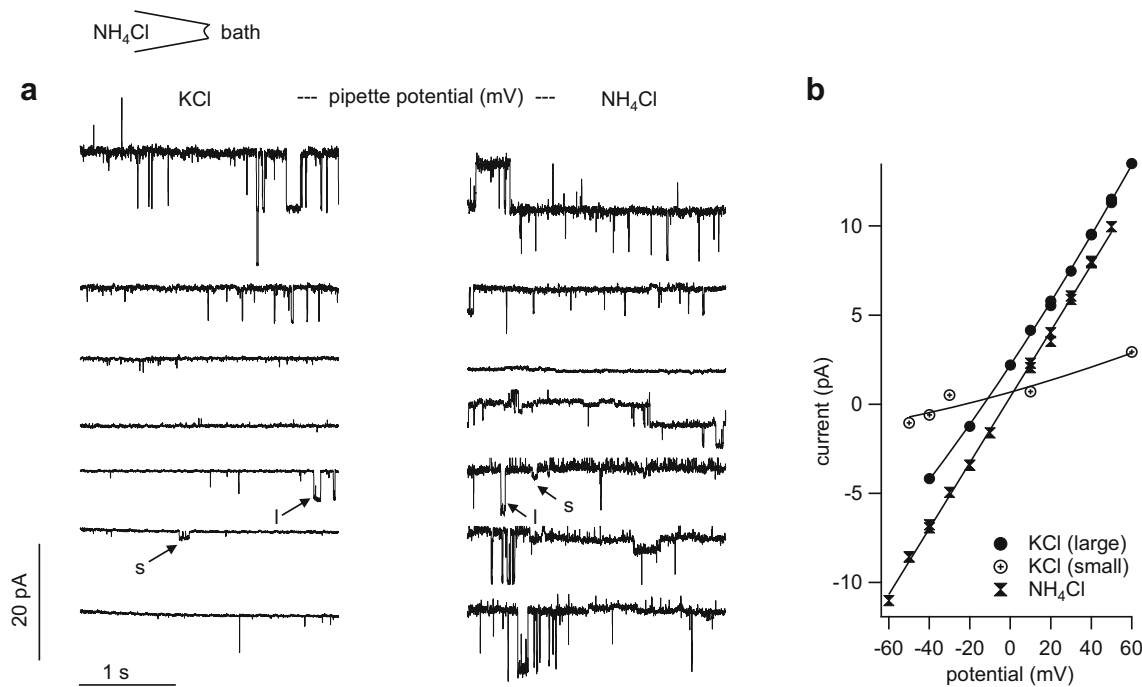 NH4Cl bath
a
KCl --- pipette potential (mV) --- NH4Cl
l
s
s
l
20 pA
1 s
b
current (pA)
10
5
0
-5
-10
KCl (large)
KCl (small)
NH4Cl
-60 -40 -20 0 20 40 60
potential (mV)